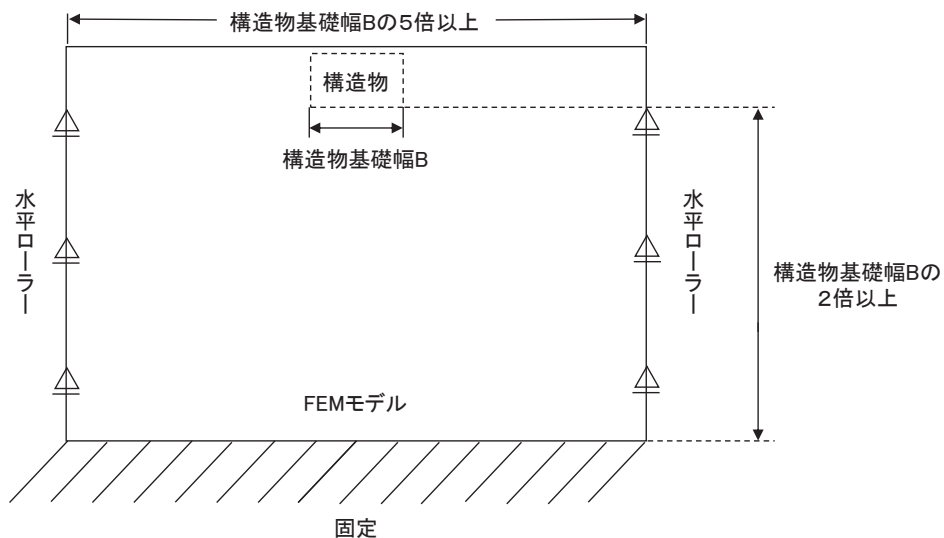 構造物基礎幅Bの5倍以上
構造物
構造物基礎幅B
水平ローラー
水平ローラー
構造物基礎幅Bの
2倍以上
FEMモデル
固定